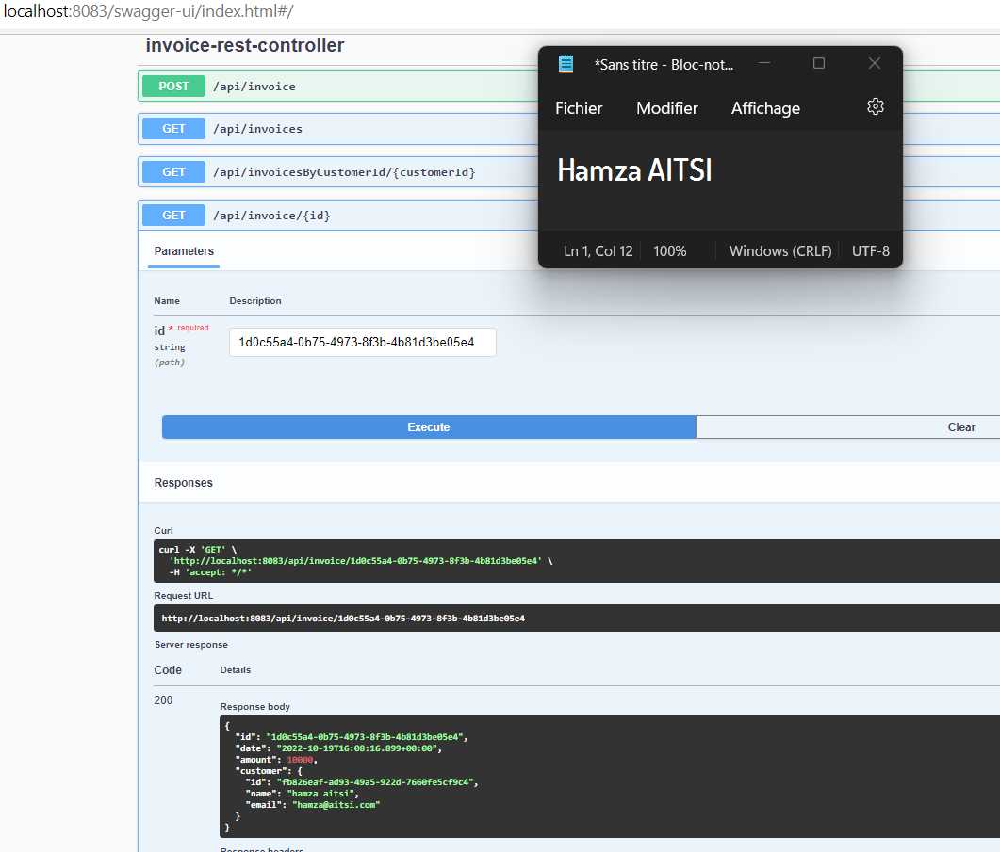 localhost:8083/swagger-ui/index.html#/
invoice-rest-controller
POST /api/invoice
GET /api/invoices
GET /api/invoicesByCustomerId/{customerId}
GET /api/invoice/{id}
*Sans titre - Bloc-not...
Fichier Modifier Affichage
Hamza AITSI
Ln 1, Col 12 100% Windows (CRLF) UTF-8
Parameters
Name Description
id * required
string
(path)
1d0c55a4-0b75-4973-8f3b-4b81d3be05e4
Execute Clear
Responses
Curl
curl -X 'GET' \
'http://localhost:8083/api/invoice/1d0c55a4-0b75-4973-8f3b-4b81d3be05e4' \
-H 'accept: */*'
Request URL
http://localhost:8083/api/invoice/1d0c55a4-0b75-4973-8f3b-4b81d3be05e4
Server response
Code Details
200
Response body
{
"id": "1d0c55a4-0b75-4973-8f3b-4b81d3be05e4",
"date": "2022-10-19T16:08:16.899+00:00",
"amount": 10000,
"customer": {
"id": "fb826eaf-ad93-49a5-922d-7660fe5cf9c4",
"name": "hamza aitsi",
"email": "hamza@aitsi.com"
}
}
Response headers